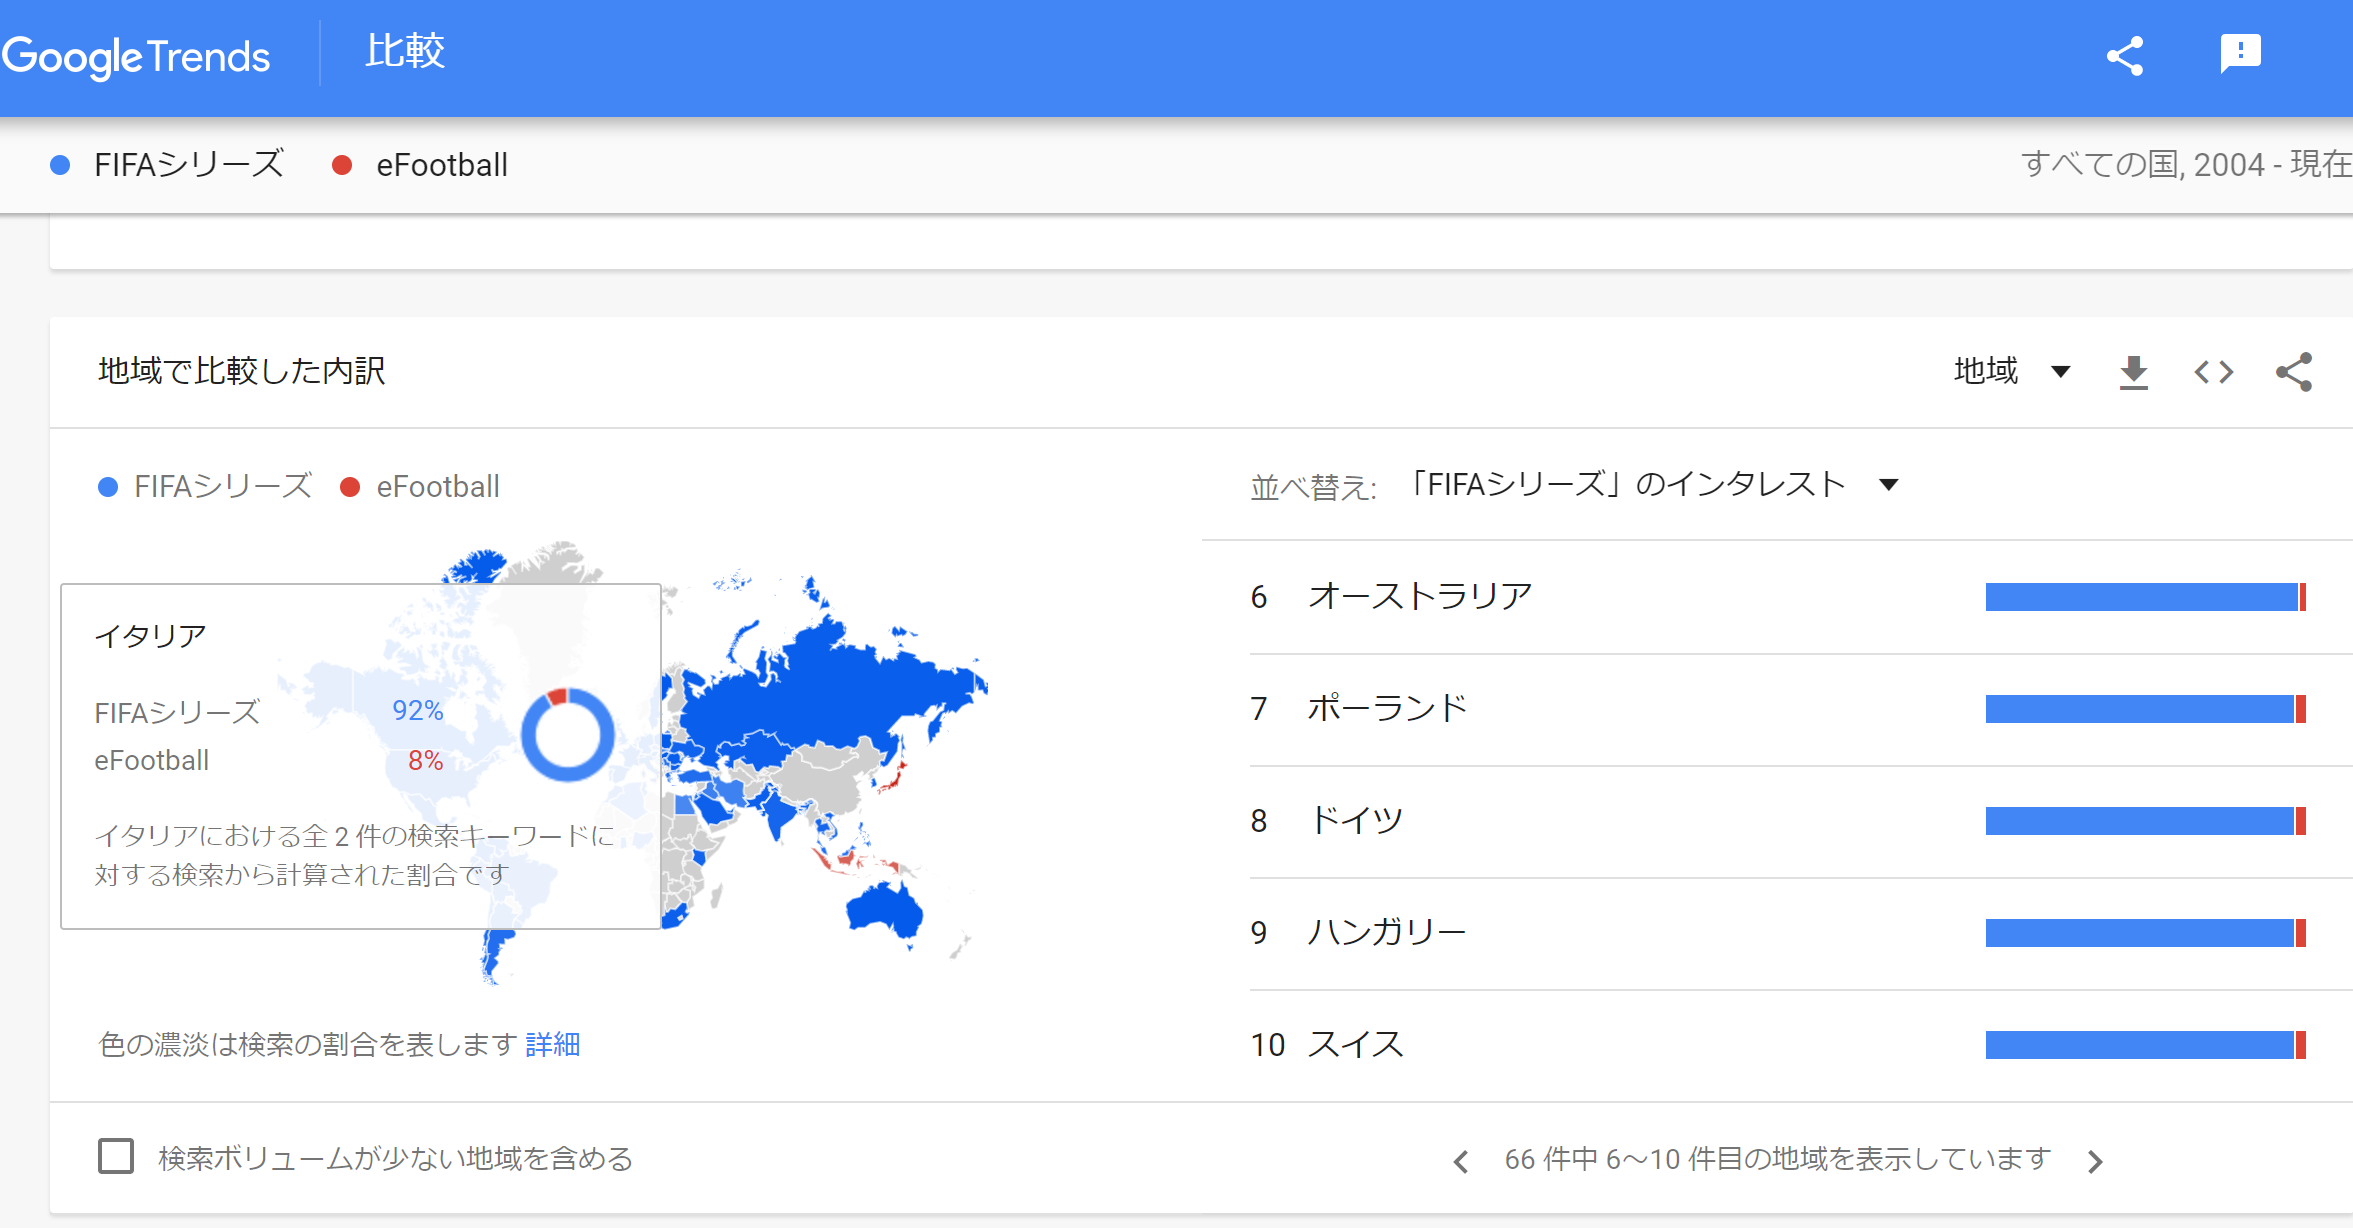 Google Trends 比較
FIFAシリーズ eFootball すべての国, 2004 - 現在
地域で比較した内訳 地域
FIFAシリーズ eFootball
並べ替え: 「FIFAシリーズ」のインタレスト
イタリア
FIFAシリーズ 92%
eFootball 8%
イタリアにおける全 2 件の検索キーワードに
対する検索から計算された割合です
色の濃淡は検索の割合を表します 詳細
検索ボリュームが少ない地域を含める
6 オーストラリア
7 ポーランド
8 ドイツ
9 ハンガリー
10 スイス
66 件中 6～10 件目の地域を表示しています